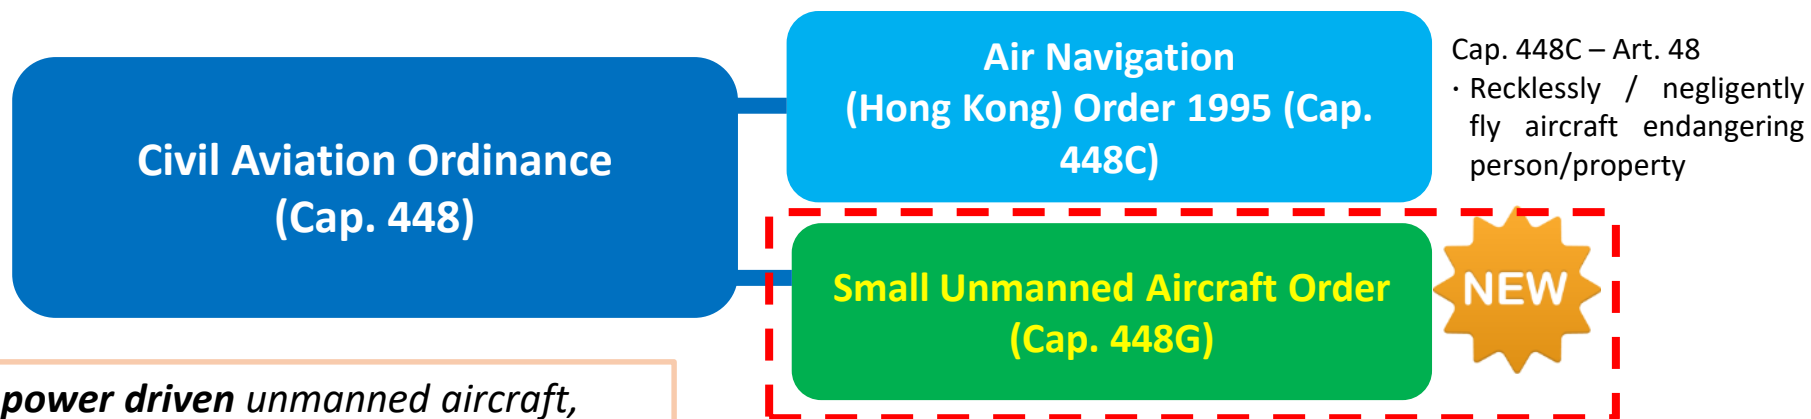 Civil Aviation Ordinance
(Cap. 448)
Air Navigation
(Hong Kong) Order 1995 (Cap.
448C)
Cap. 448C – Art. 48
· Recklessly / negligently
fly aircraft endangering
person/property
Small Unmanned Aircraft Order
(Cap. 448G)
NEW
power driven unmanned aircraft,